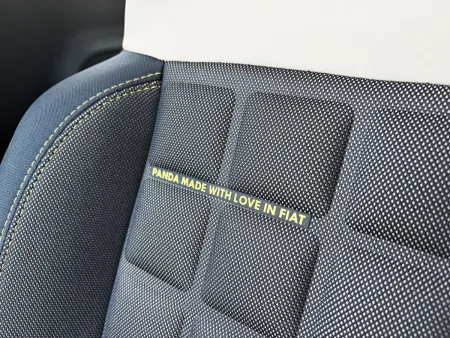 PANDA MADE WITH LOVE IN FIAT